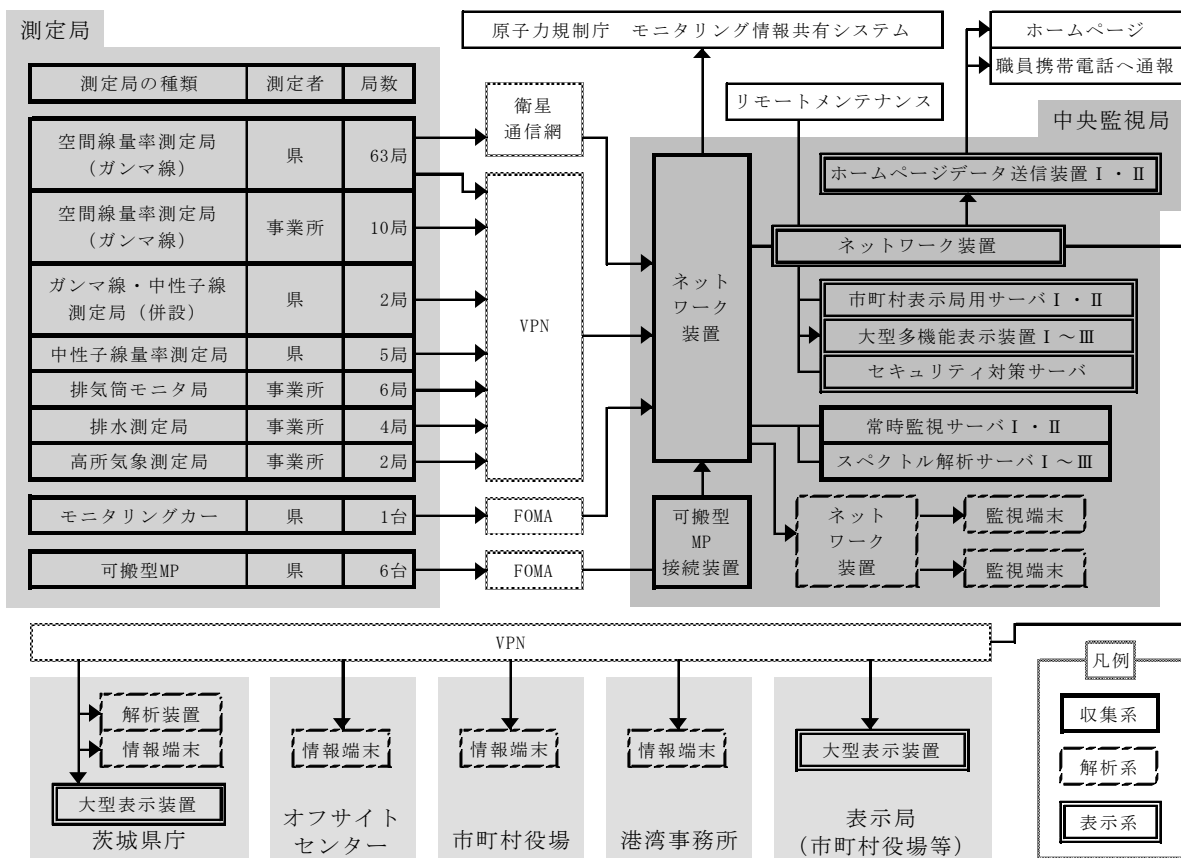 測定局
測定局の種類 測定者 局数
空間線量率測定局
(ガンマ線)
県 63局
空間線量率測定局
(ガンマ線)
事業所 10局
ガンマ線・中性子線
測定局（併設）
県 2局
中性子線量率測定局 県 5局
排気筒モニタ局 事業所 6局
排水測定局 事業所 4局
高所気象測定局 事業所 2局
モニタリングカー 県 1台
可搬型MP 県 6台
衛星
通信網
VPN
FOMA
FOMA
原子力規制庁 モニタリング情報共有システム
ホームページ
職員携帯電話へ通報
リモートメンテナンス
中央監視局
ホームページデータ送信装置Ⅰ・Ⅱ
ネットワーク装置
ネット
ワーク
装置
市町村表示局用サーバⅠ・Ⅱ
大型多機能表示装置Ⅰ～Ⅲ
セキュリティ対策サーバ
常時監視サーバⅠ・Ⅱ
スペクトル解析サーバⅠ～Ⅲ
可搬型
MP
接続装置
ネット
ワーク
装置
監視端末
監視端末
VPN
解析装置
情報端末
大型表示装置
茨城県庁
情報端末
オフサイト
センター
情報端末
市町村役場
情報端末
港湾事務所
大型表示装置
表示局
(市町村役場等)
凡例
収集系
解析系
表示系